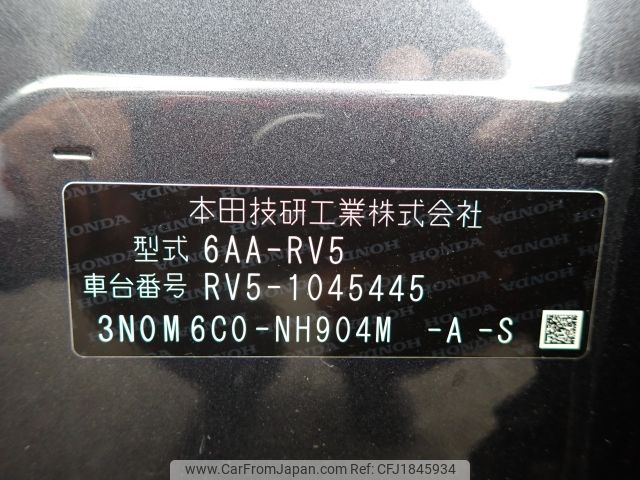 本田技研工業株式会社
型式 6AA-RV5
車台番号 RV5-1045445
3N0M6C0-NH904M -A -S
www.CarFromJapan.com - ID: CFJ1845934